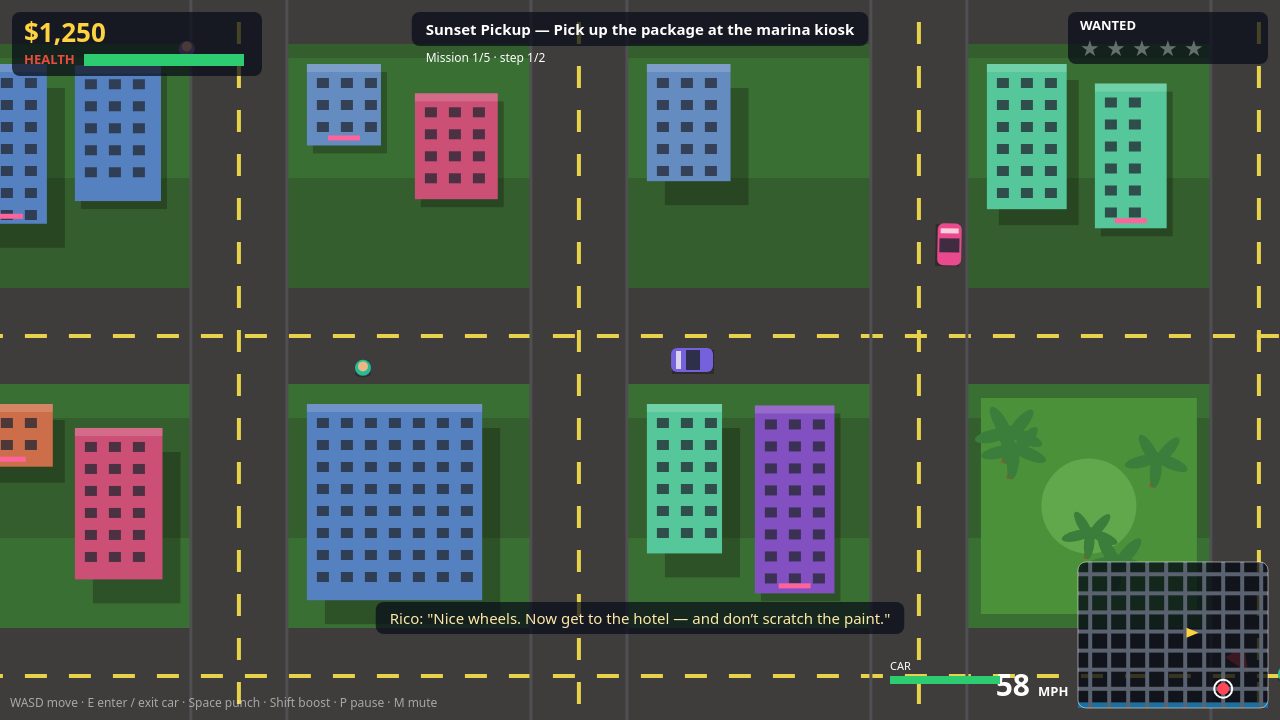 $1,250
HEALTH
Sunset Pickup — Pick up the package at the marina kiosk
Mission 1/5 · step 1/2
WANTED
Rico: "Nice wheels. Now get to the hotel — and don’t scratch the paint."
CAR
58 MPH
WASD move · E enter / exit car · Space punch · Shift boost · P pause · M mute